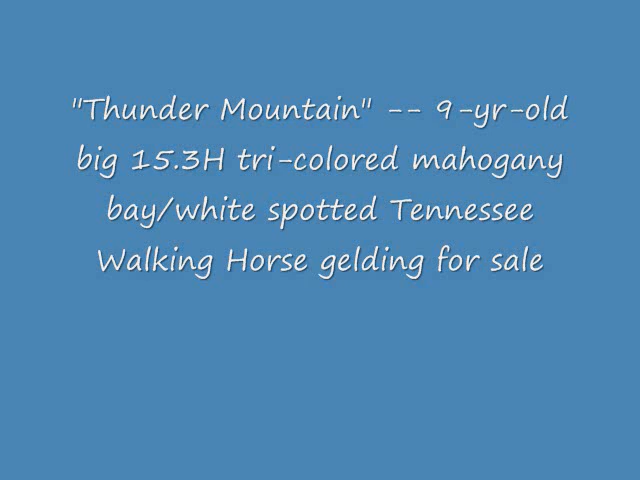 "Thunder Mountain" -- 9-yr-old
big 15.3H tri-colored mahogany
bay/white spotted Tennessee
Walking Horse gelding for sale